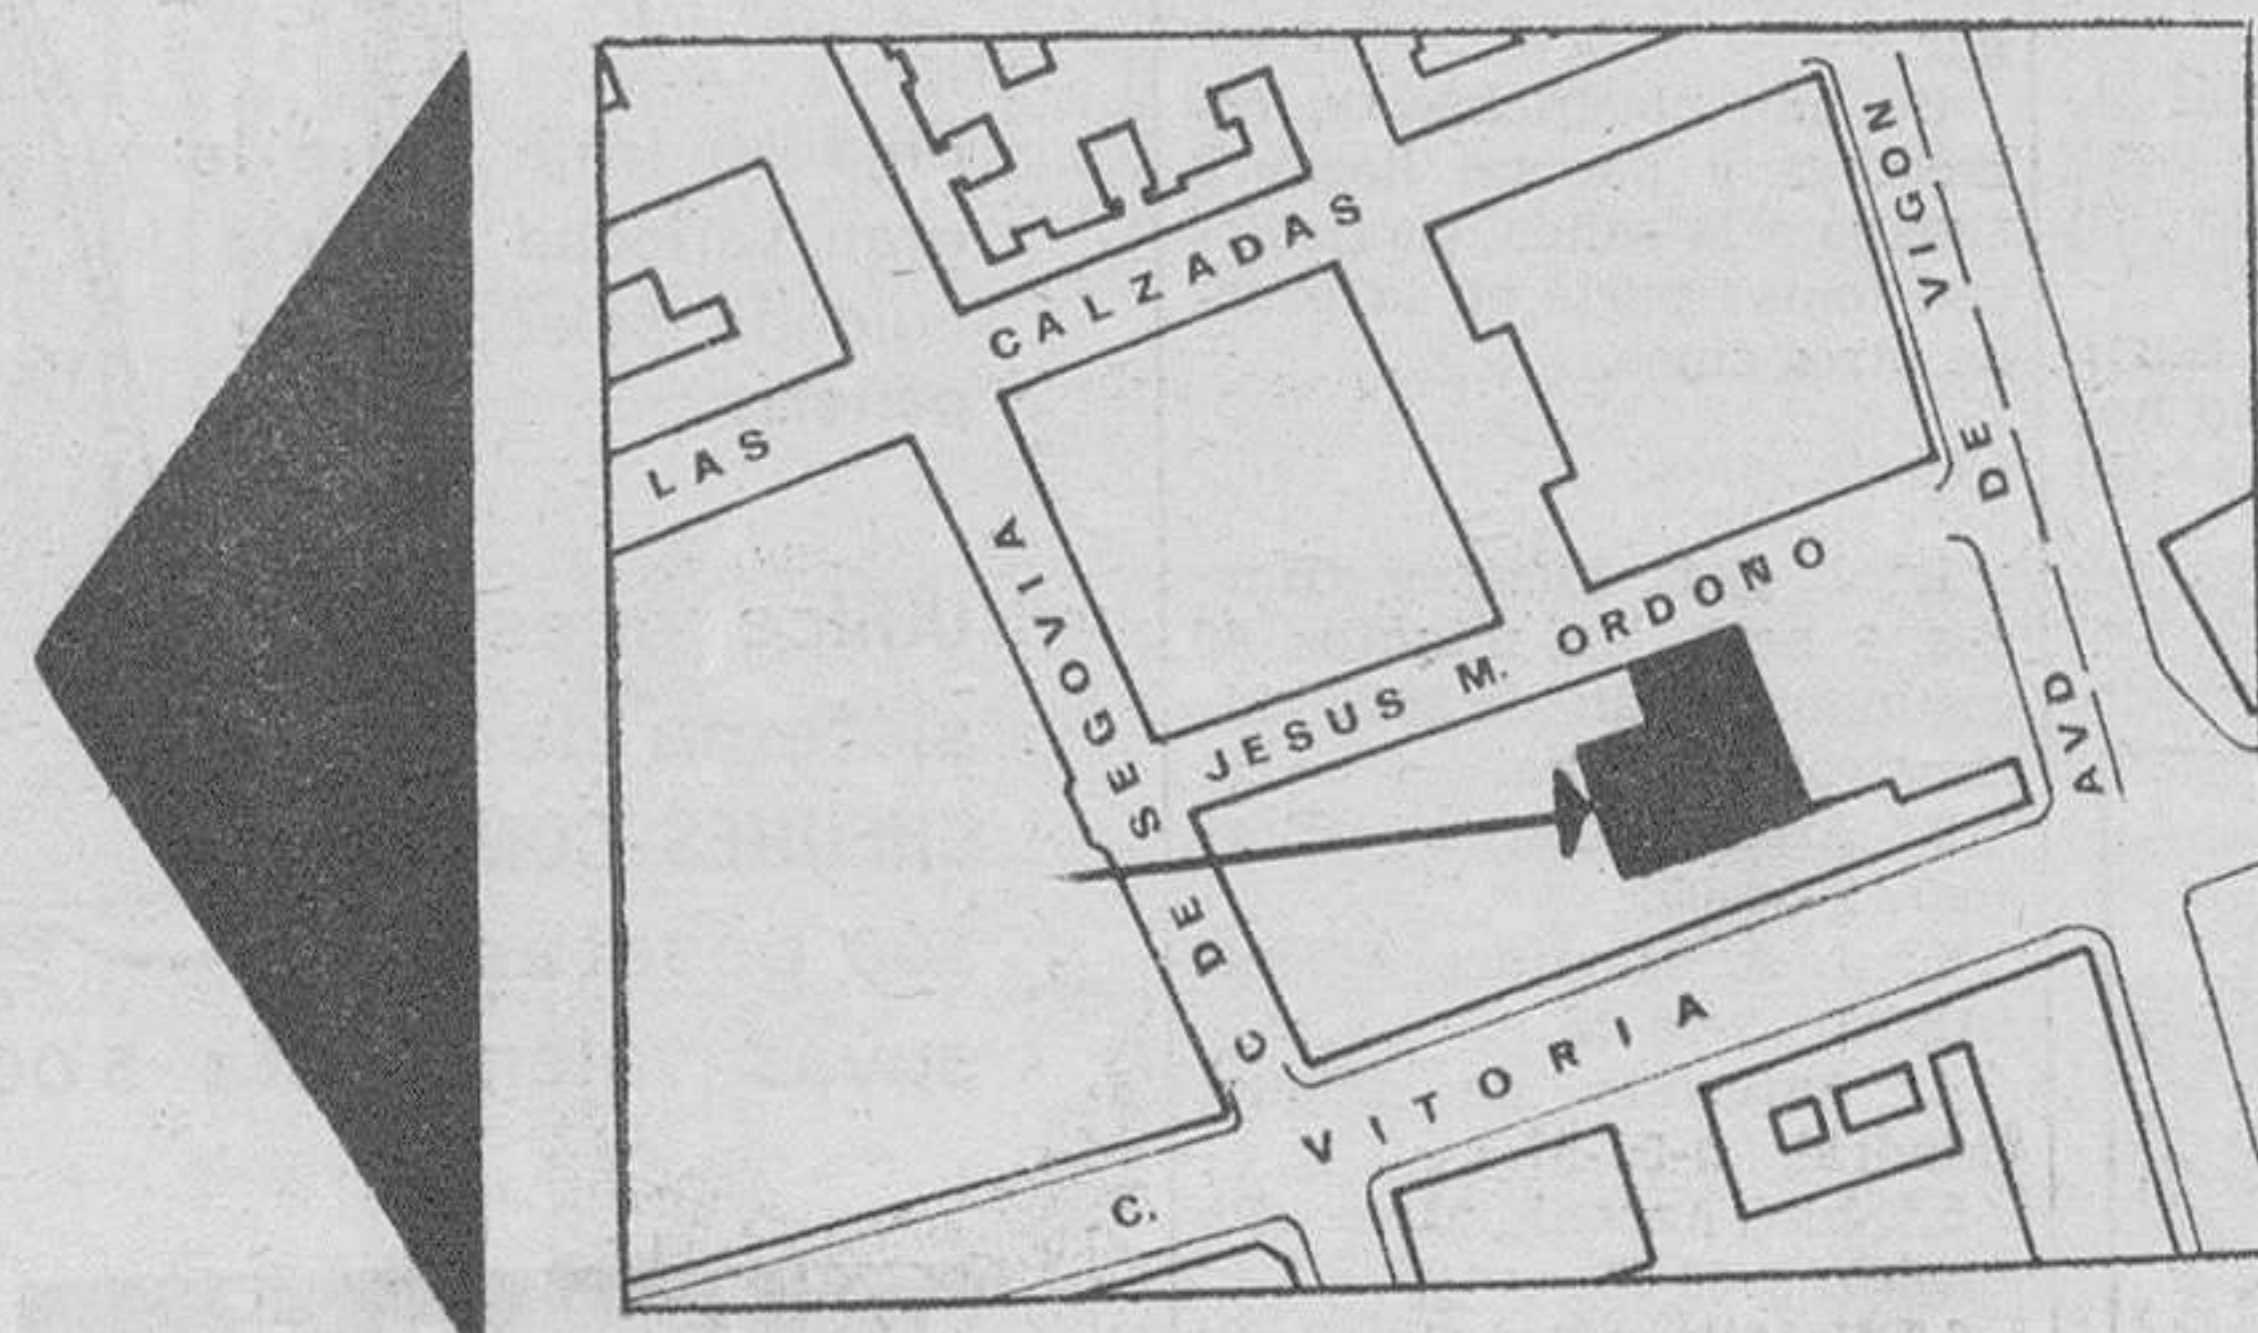 LAS CALZADAS
C DE SEGOVIA
JESUS M. ORDOÑO
AVD DE VIGON
C. VITORIA